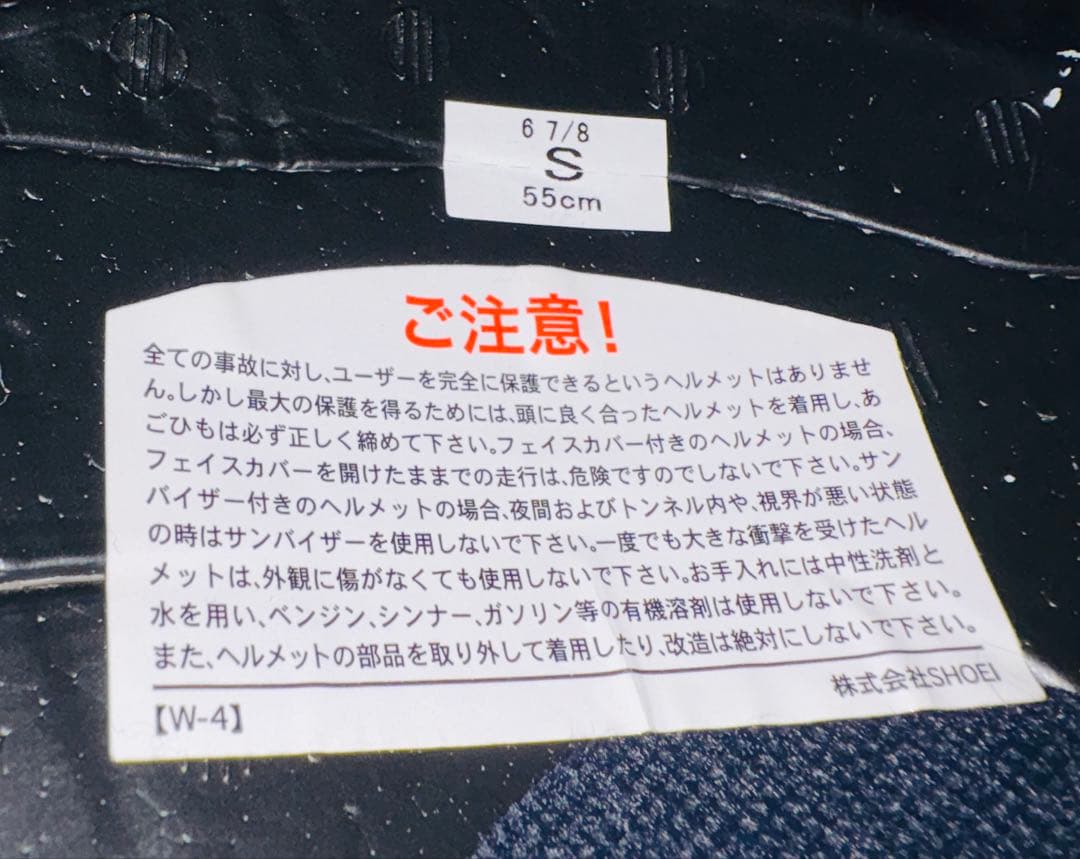 6 7/8
S
55cm
ご注意!
全ての事故に対し、ユーザーを完全に保護できるというヘルメットはありませ
ん。しかし最大の保護を得るためには、頭に良く合ったヘルメットを着用し、あ
ごひもは必ず正しく締めて下さい。フェイスカバー付きのヘルメットの場合、
フェイスカバーを開けたままでの走行は、危険ですのでしないで下さい。サン
バイザー付きのヘルメットの場合、夜間およびトンネル内や、視界が悪い状態
の時はサンバイザーを使用しないで下さい。一度でも大きな衝撃を受けたヘル
メットは、外観に傷がなくても使用しないで下さい。お手入れには中性洗剤と
水を用い、ベンジン、シンナー、ガソリン等の有機溶剤は使用しないで下さい。
また、ヘルメットの部品を取り外して着用したり、改造は絶対にしないで下さい。
株式会社SHOEI
【W-4】